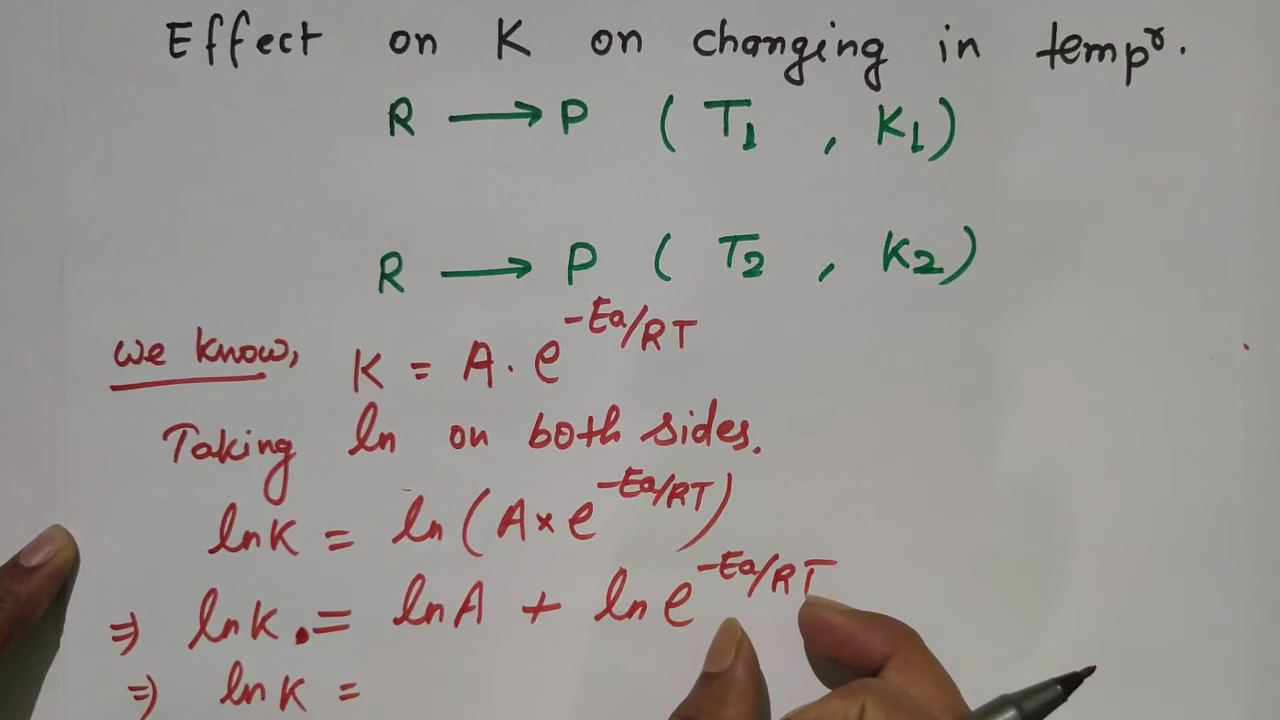 Effect on K on changing in tempʳ.
R ⟶ P ( T₁ , K₁)
R ⟶ P ( T₂ , K₂)
we know, K = A. e^-Ea/RT
Taking ln on both sides.
lnK = ln (A×e^-Ea/RT)
⇒ lnK = lnA + ln e^-Ea/RT
⇒ lnK =